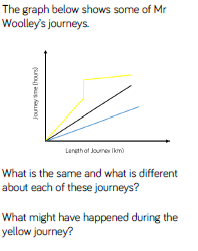 The graph below shows some of Mr
Woolley's journeys.
Journey time (hours)
Length of Journey (km)
What is the same and what is different
about each of these journeys?
What might have happened during the
yellow journey?